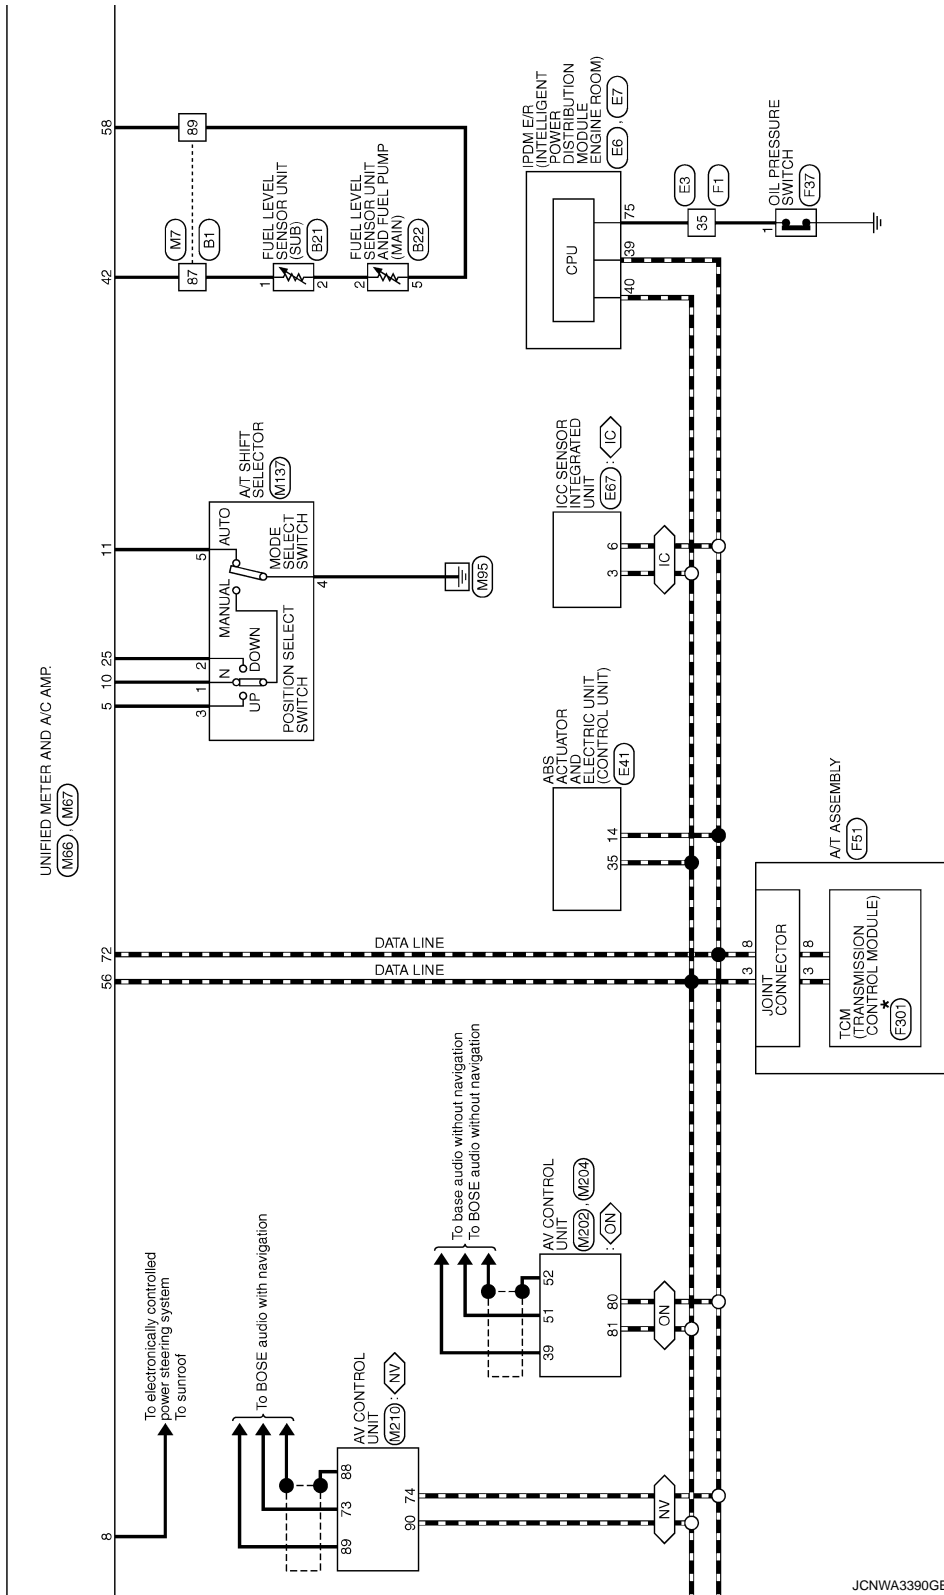 UNIFIED METER AND A/C AMP.
M66 , M67
8
56
72
5
10
25
11
42
58
To electronically controlled
power steering system
To sunroof
To BOSE audio with navigation
AV CONTROL
UNIT
M210 : NV
89
73
88
90
74
NV
To base audio without navigation
To BOSE audio without navigation
AV CONTROL
UNIT
M202 , M204
: ON
39
51
52
81
80
ON
DATA LINE
DATA LINE
3
8
JOINT
CONNECTOR
3
8
TCM
(TRANSMISSION
CONTROL MODULE)
*
F301
A/T ASSEMBLY
F51
ABS
ACTUATOR
AND
ELECTRIC UNIT
(CONTROL UNIT)
E41
35
14
3
1
2
5
UP
N
DOWN
MANUAL
AUTO
POSITION SELECT
SWITCH
MODE
SELECT
SWITCH
4
A/T SHIFT
SELECTOR
M137
M95
ICC SENSOR
INTEGRATED
UNIT
E67 : IC
3
6
IC
87
89
M7
B1
1
2
FUEL LEVEL
SENSOR UNIT
(SUB)
B21
2
5
FUEL LEVEL
SENSOR UNIT
AND FUEL PUMP
(MAIN)
B22
IPDM E/R
(INTELLIGENT
POWER
DISTRIBUTION
MODULE
ENGINE ROOM)
E6 , E7
CPU
40
39
75
35
E3
F1
1
OIL PRESSURE
SWITCH
F37
JCNWA3390GE